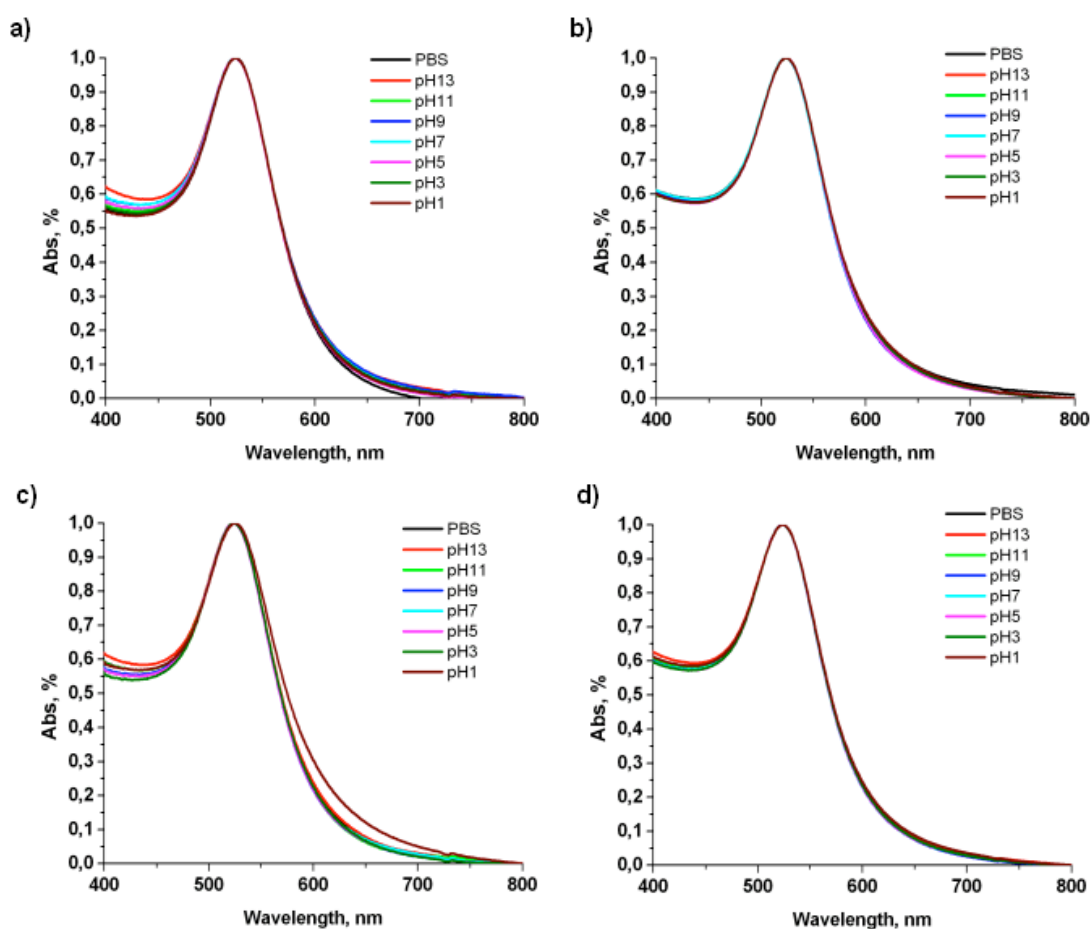 a)
Abs, %
1,0
0,9
0,8
0,7
0,6
0,5
0,4
0,3
0,2
0,1
0,0
PBS
pH13
pH11
pH9
pH7
pH5
pH3
pH1
400 500 600 700 800
Wavelength, nm
b)
Abs, %
1,0
0,9
0,8
0,7
0,6
0,5
0,4
0,3
0,2
0,1
0,0
PBS
pH13
pH11
pH9
pH7
pH5
pH3
pH1
400 500 600 700 800
Wavelength, nm
c)
Abs, %
1,0
0,9
0,8
0,7
0,6
0,5
0,4
0,3
0,2
0,1
0,0
PBS
pH13
pH11
pH9
pH7
pH5
pH3
pH1
400 500 600 700 800
Wavelength, nm
d)
Abs, %
1,0
0,9
0,8
0,7
0,6
0,5
0,4
0,3
0,2
0,1
0,0
PBS
pH13
pH11
pH9
pH7
pH5
pH3
pH1
400 500 600 700 800
Wavelength, nm